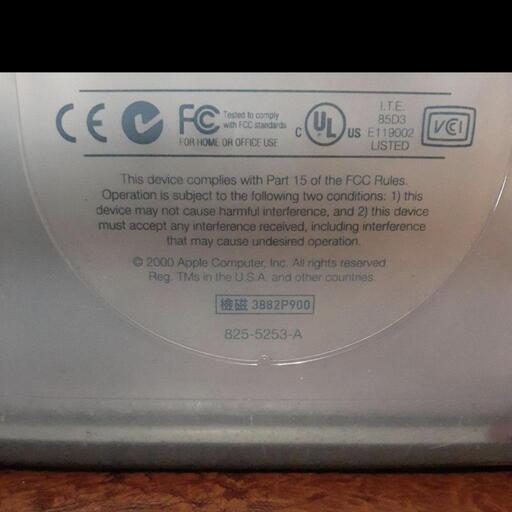 CE FC Tested to comply
with FCC standards
FOR HOME OR OFFICE USE
C UL US
I.T.E.
85D3
E119002
LISTED
VCI
This device complies with Part 15 of the FCC Rules.
Operation is subject to the following two conditions: 1) this
device may not cause harmful interference, and 2) this device
must accept any interference received, including interference
that may cause undesired operation.
© 2000 Apple Computer, Inc. All rights reserved.
Reg. TMs in the U.S.A. and other countries.
檢磁 3882P900
825-5253-A